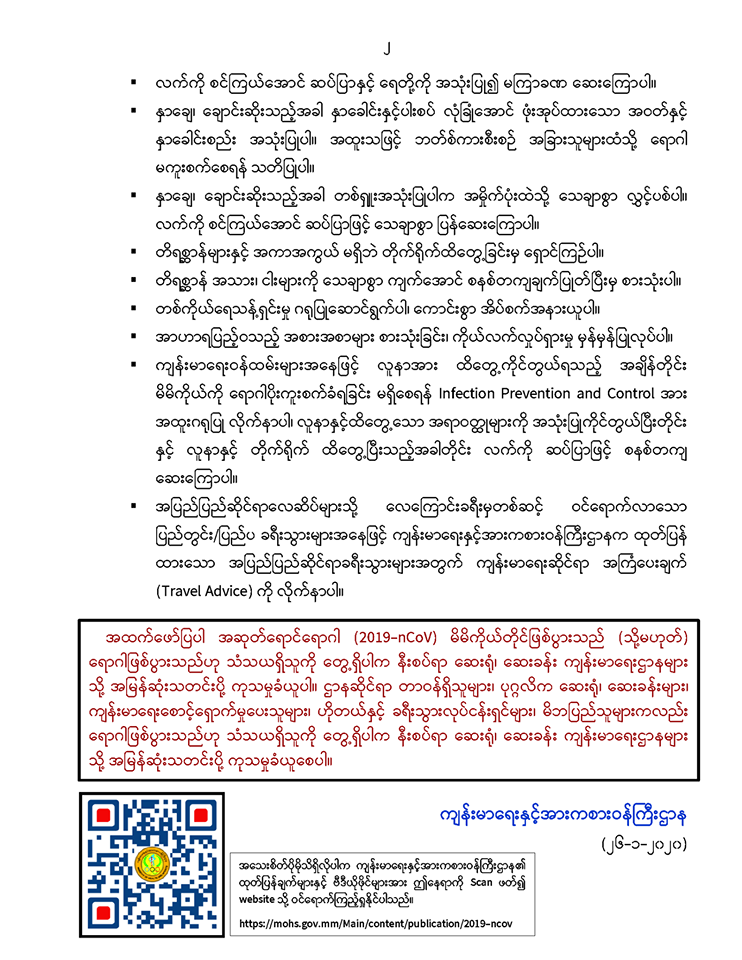 ၂
▪ လက်ကို စင်ကြယ်အောင် ဆပ်ပြာနှင့် ရေတို့ကို အသုံးပြု၍ မကြာခဏ ဆေးကြောပါ။
▪ နှာချေ၊ ချောင်းဆိုးသည့်အခါ နှာခေါင်းနှင့်ပါးစပ် လုံခြုံအောင် ဖုံးအုပ်ထားသော အဝတ်နှင့်
နှာခေါင်းစည်း အသုံးပြုပါ။ အထူးသဖြင့် ဘတ်စ်ကားစီးစဉ် အခြားသူများထံသို့ ရောဂါ
မကူးစက်စေရန် သတိပြုပါ။
▪ နှာချေ၊ ချောင်းဆိုးသည့်အခါ တစ်ရှူးအသုံးပြုပါက အမှိုက်ပုံးထဲသို့ သေချာစွာ လွှင့်ပစ်ပါ။
လက်ကို စင်ကြယ်အောင် ဆပ်ပြာဖြင့် သေချာစွာ ပြန်ဆေးကြောပါ။
▪ တိရစ္ဆာန်များနှင့် အကာအကွယ် မရှိဘဲ တိုက်ရိုက်ထိတွေ့ခြင်းမှ ရှောင်ကြဉ်ပါ။
▪ တိရစ္ဆာန် အသား၊ ငါးများကို သေချာစွာ ကျက်အောင် စနစ်တကျချက်ပြုတ်ပြီးမှ စားသုံးပါ။
▪ တစ်ကိုယ်ရေသန့်ရှင်းမှု ဂရုပြုဆောင်ရွက်ပါ၊ ကောင်းစွာ အိပ်စက်အနားယူပါ။
▪ အာဟာရပြည့်ဝသည့် အစားအစာများ စားသုံးခြင်း၊ ကိုယ်လက်လှုပ်ရှားမှု မှန်မှန်ပြုလုပ်ပါ။
▪ ကျန်းမာရေးဝန်ထမ်းများအနေဖြင့် လူနာအား ထိတွေ့ကိုင်တွယ်ရသည့် အချိန်တိုင်း
မိမိကိုယ်ကို ရောဂါပိုးကူးစက်ခံရခြင်း မရှိစေရန် Infection Prevention and Control အား
အထူးဂရုပြု လိုက်နာပါ၊ လူနာနှင့်ထိတွေ့သော အရာဝတ္ထုများကို အသုံးပြုကိုင်တွယ်ပြီးတိုင်း
နှင့် လူနာနှင့် တိုက်ရိုက် ထိတွေ့ပြီးသည့်အခါတိုင်း လက်ကို ဆပ်ပြာဖြင့် စနစ်တကျ
ဆေးကြောပါ။
▪ အပြည်ပြည်ဆိုင်ရာလေဆိပ်များသို့ လေကြောင်းခရီးမှတစ်ဆင့် ဝင်ရောက်လာသော
ပြည်တွင်း/ပြည်ပ ခရီးသွားများအနေဖြင့် ကျန်းမာရေးနှင့်အားကစားဝန်ကြီးဌာနက ထုတ်ပြန်
ထားသော အပြည်ပြည်ဆိုင်ရာခရီးသွားများအတွက် ကျန်းမာရေးဆိုင်ရာ အကြံပေးချက်
(Travel Advice) ကို လိုက်နာပါ။
အထက်ဖော်ပြပါ အဆုတ်ရောင်ရောဂါ (2019-nCoV) မိမိကိုယ်တိုင်ဖြစ်ပွားသည် (သို့မဟုတ်)
ရောဂါဖြစ်ပွားသည်ဟု သံသယရှိသူကို တွေ့ရှိပါက နီးစပ်ရာ ဆေးရုံ၊ ဆေးခန်း ကျန်းမာရေးဌာနများ
သို့ အမြန်ဆုံးသတင်းပို့ ကုသမှုခံယူပါ။ ဌာနဆိုင်ရာ တာဝန်ရှိသူများ၊ ပုဂ္ဂလိက ဆေးရုံ၊ ဆေးခန်းများ၊
ကျန်းမာရေးစောင့်ရှောက်မှုပေးသူများ၊ ဟိုတယ်နှင့် ခရီးသွားလုပ်ငန်းရှင်များ၊ မိဘပြည်သူများကလည်း
ရောဂါဖြစ်ပွားသည်ဟု သံသယရှိသူကို တွေ့ရှိပါက နီးစပ်ရာ ဆေးရုံ၊ ဆေးခန်း ကျန်းမာရေးဌာနများ
သို့ အမြန်ဆုံးသတင်းပို့ ကုသမှုခံယူစေပါ။
ကျန်းမာရေးနှင့်အားကစားဝန်ကြီးဌာန
(၂၆-၁-၂၀၂၀)
အသေးစိတ်ပိုမိုသိရှိလိုပါက ကျန်းမာရေးနှင့်အားကစားဝန်ကြီးဌာန၏
ထုတ်ပြန်ချက်များနှင့် ဗီဒီယိုဖိုင်များအား ဤနေရာကို Scan ဖတ်၍
website သို့ ဝင်ရောက်ကြည့်ရှုနိုင်ပါသည်။
https://mohs.gov.mm/Main/content/publication/2019-ncov